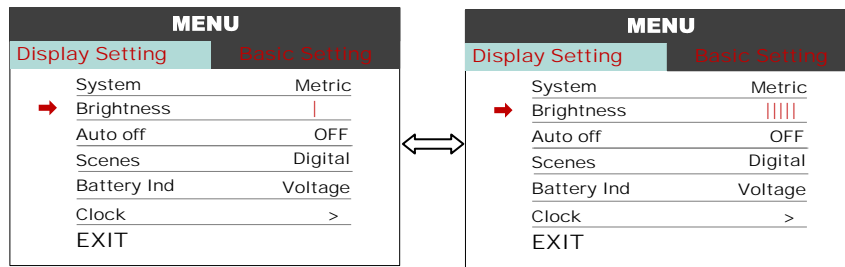 MENU
Display Setting Basic Setting
System Metric
Brightness |
Auto off OFF
Scenes Digital
Battery Ind Voltage
Clock >
EXIT
MENU
Display Setting Basic Setting
System Metric
Brightness |||||
Auto off OFF
Scenes Digital
Battery Ind Voltage
Clock >
EXIT